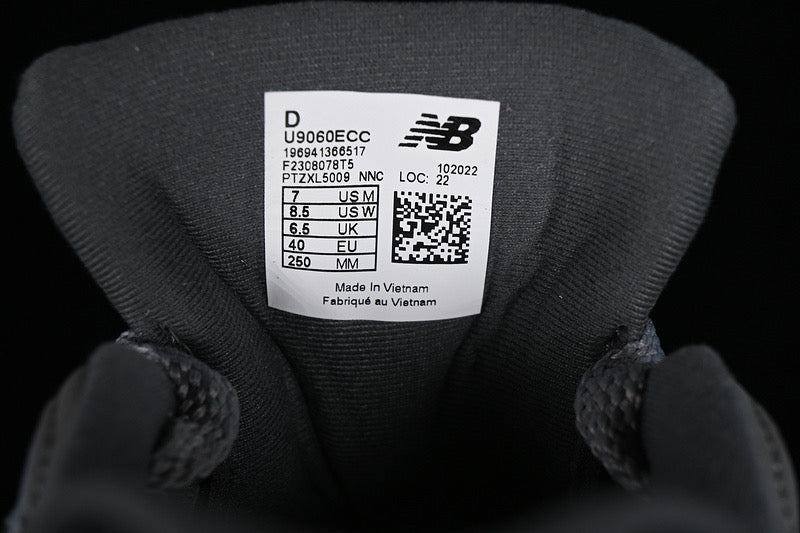 D
U9060ECC
196941366517
F2308078T5
PTZXL5009 NNC
NB
102022
LOC: 22
7 US M
8.5 US W
6.5 UK
40 EU
250 MM
Made In Vietnam
Fabriqué au Vietnam